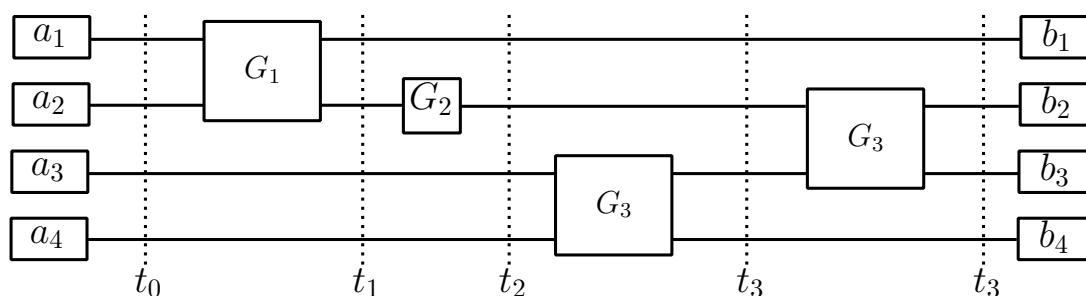 a₁ G₁ b₁
a₂ G₂ G₃ b₂
a₃ G₃ b₃
a₄ b₄
t₀ t₁ t₂ t₃ t₃